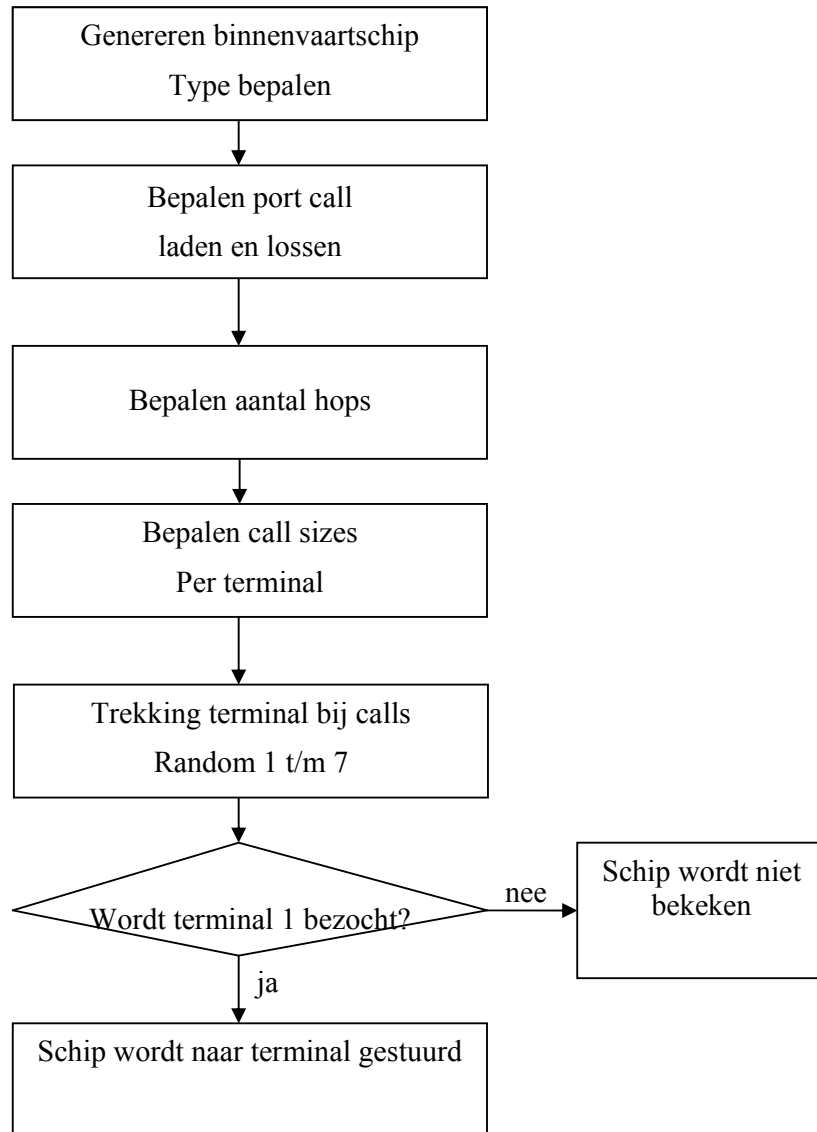 Genereren binnenvaartschip
Type bepalen
Bepalen port call
laden en lossen
Bepalen aantal hops
Bepalen call sizes
Per terminal
Trekking terminal bij calls
Random 1 t/m 7
Wordt terminal 1 bezocht?
nee
Schip wordt niet
bekeken
ja
Schip wordt naar terminal gestuurd